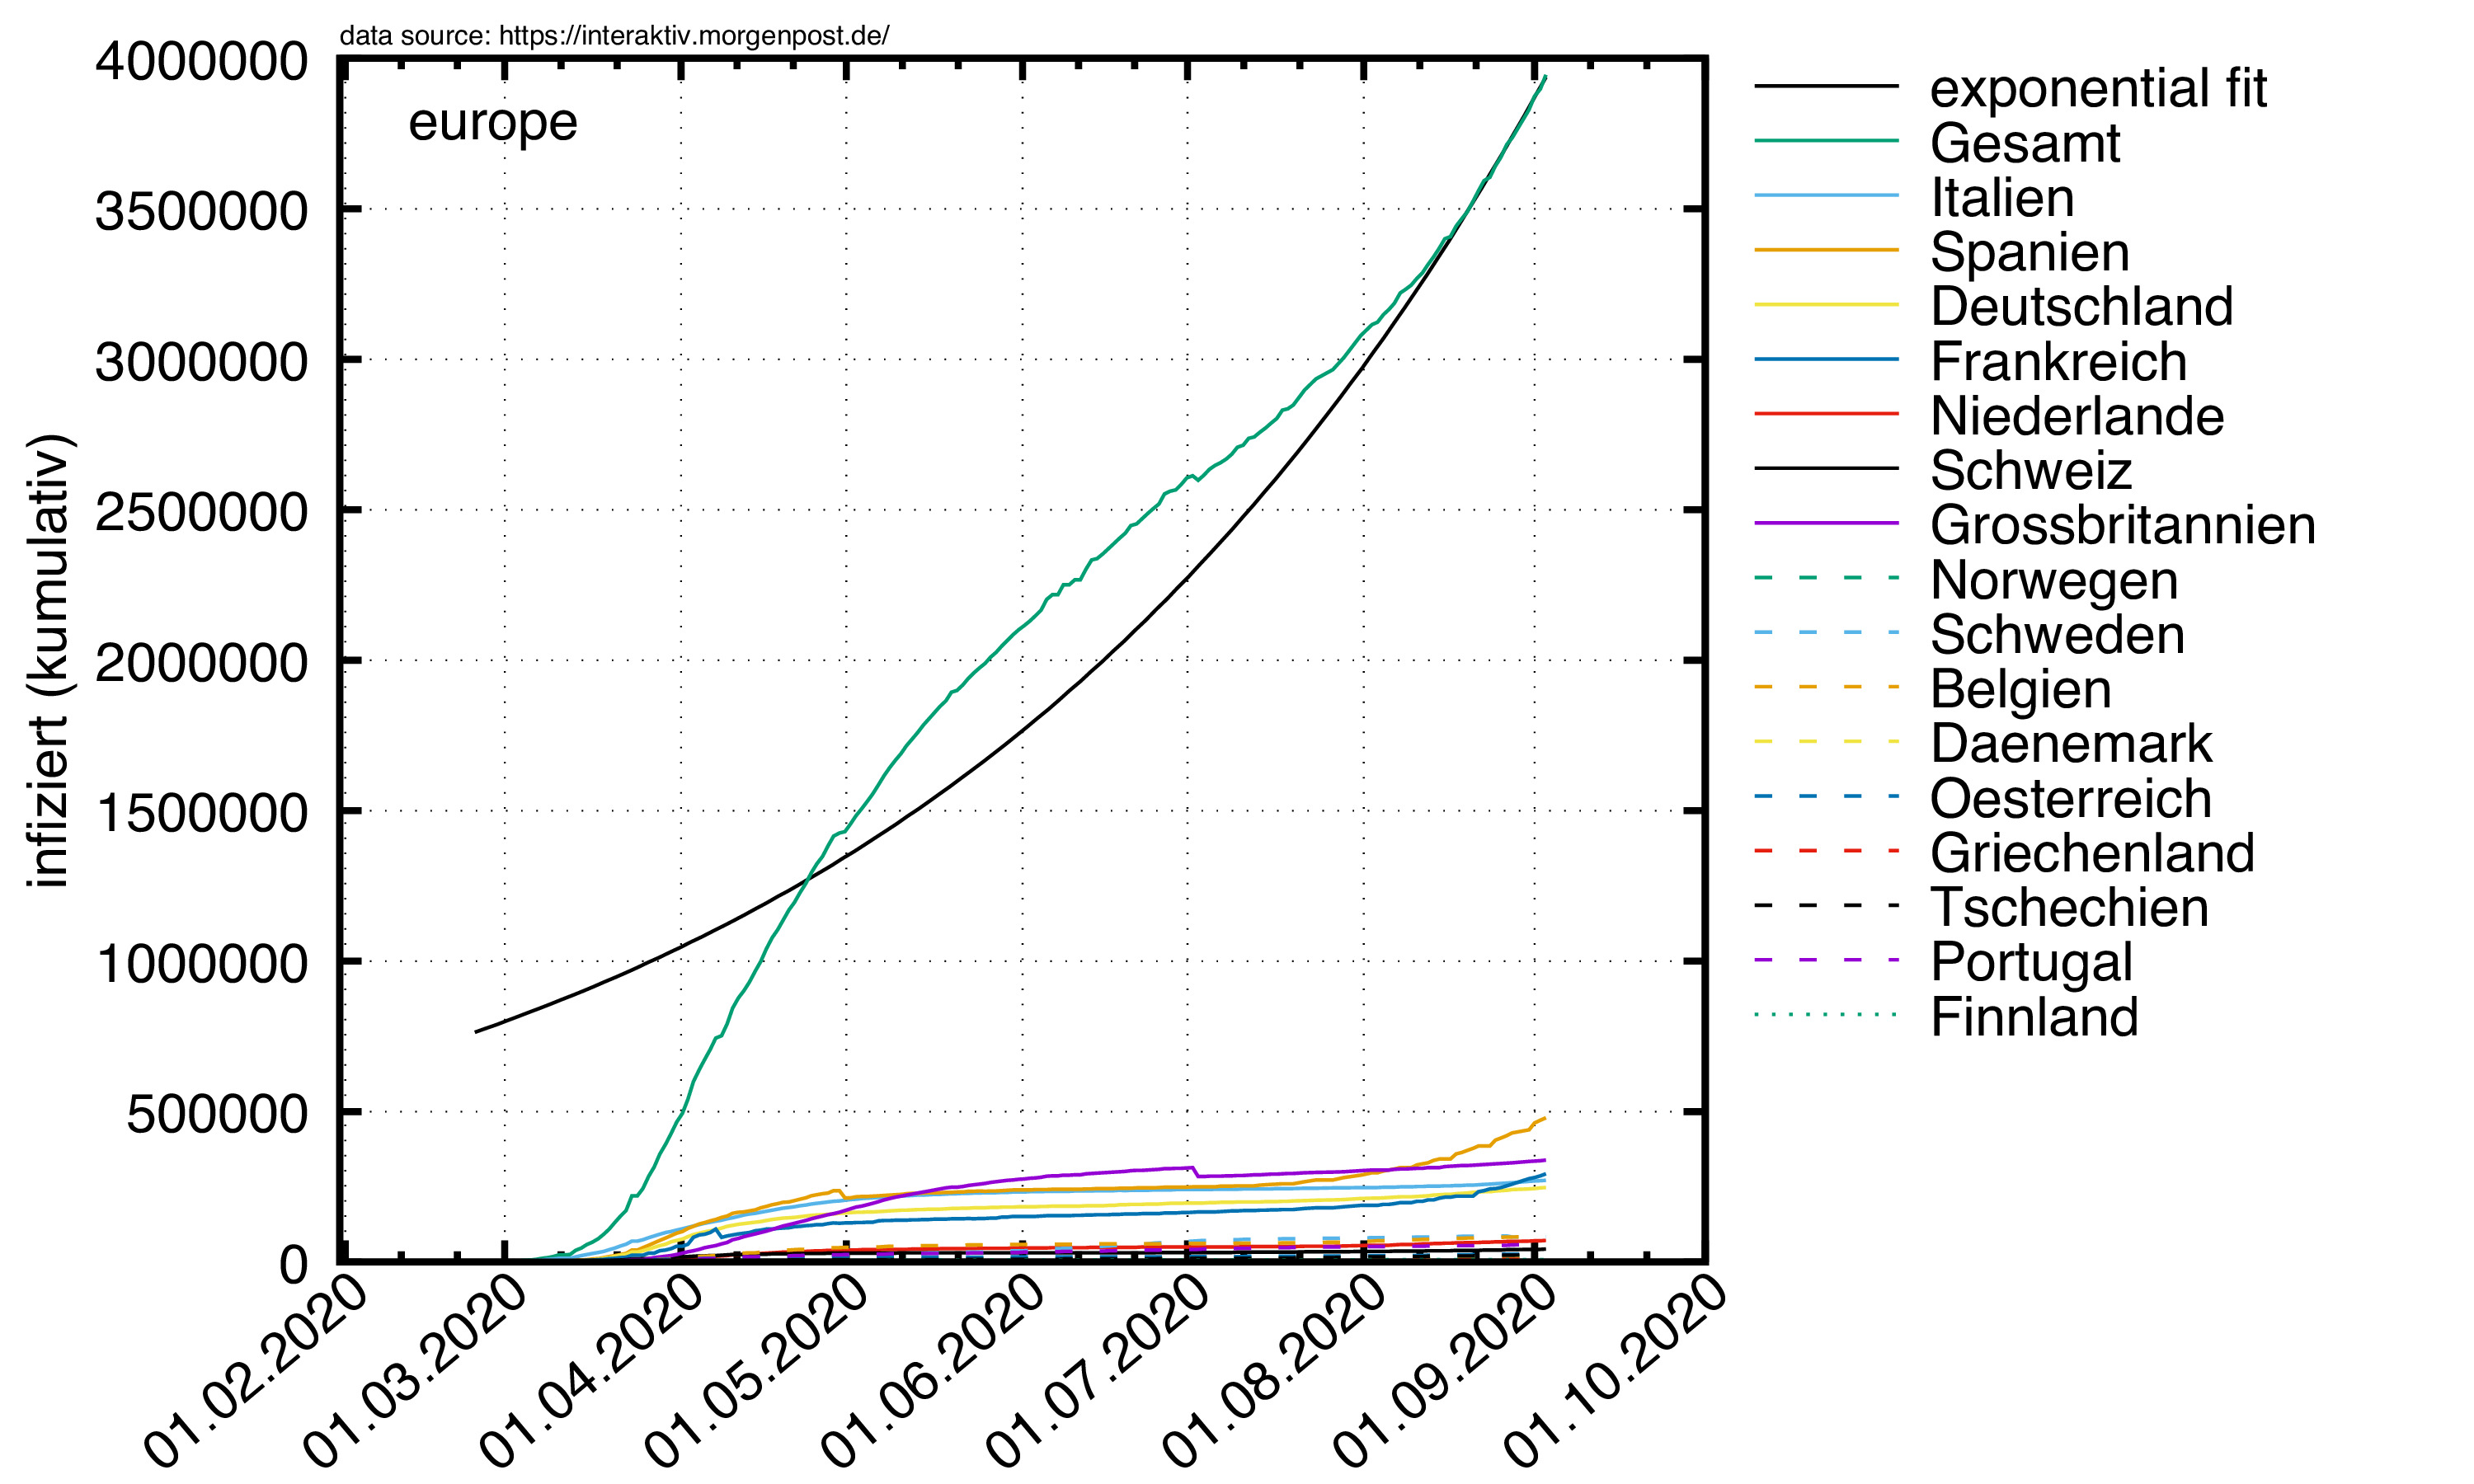 data source: https://interaktiv.morgenpost.de/
europe
infiziert (kumulativ)
4000000
3500000
3000000
2500000
2000000
1500000
1000000
500000
0
01.02.2020
01.03.2020
01.04.2020
01.05.2020
01.06.2020
01.07.2020
01.08.2020
01.09.2020
01.10.2020
exponential fit
Gesamt
Italien
Spanien
Deutschland
Frankreich
Niederlande
Schweiz
Grossbritannien
Norwegen
Schweden
Belgien
Daenemark
Oesterreich
Griechenland
Tschechien
Portugal
Finnland